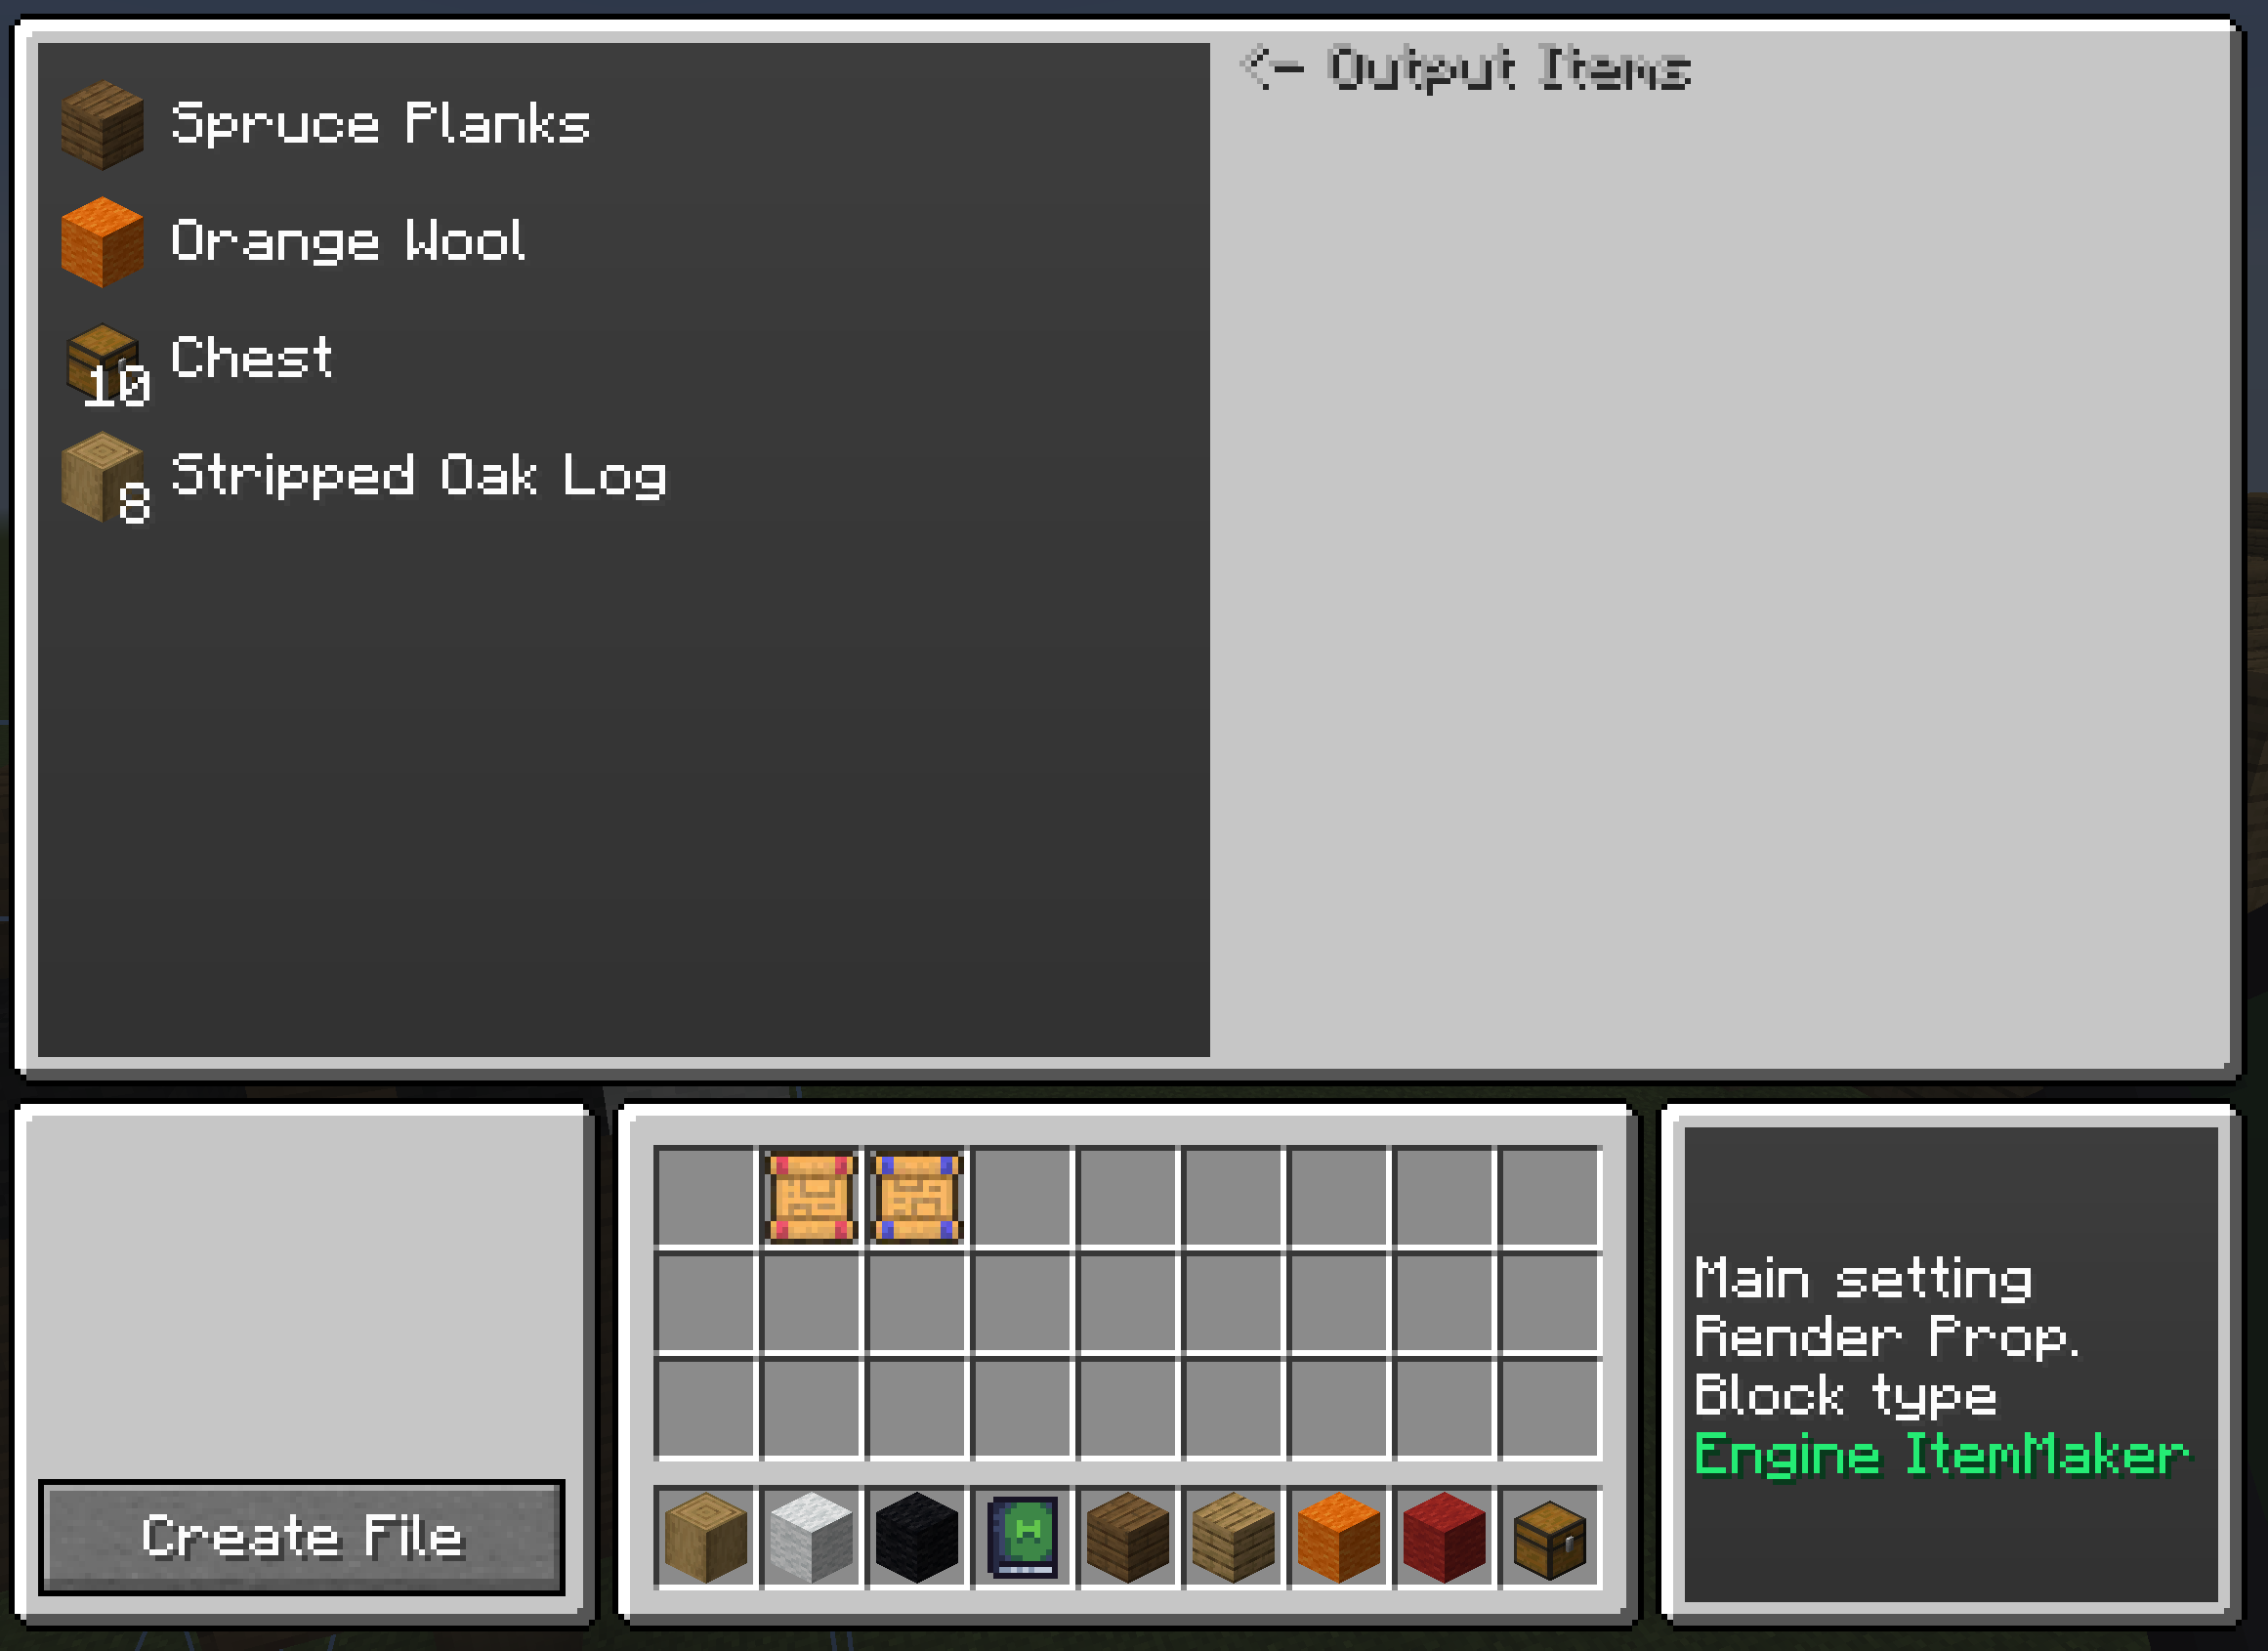 <- Output Items
Spruce Planks
Orange Wool
Chest
10
Stripped Oak Log
8
Create File
Main setting
Render Prop.
Block type
Engine ItemMaker